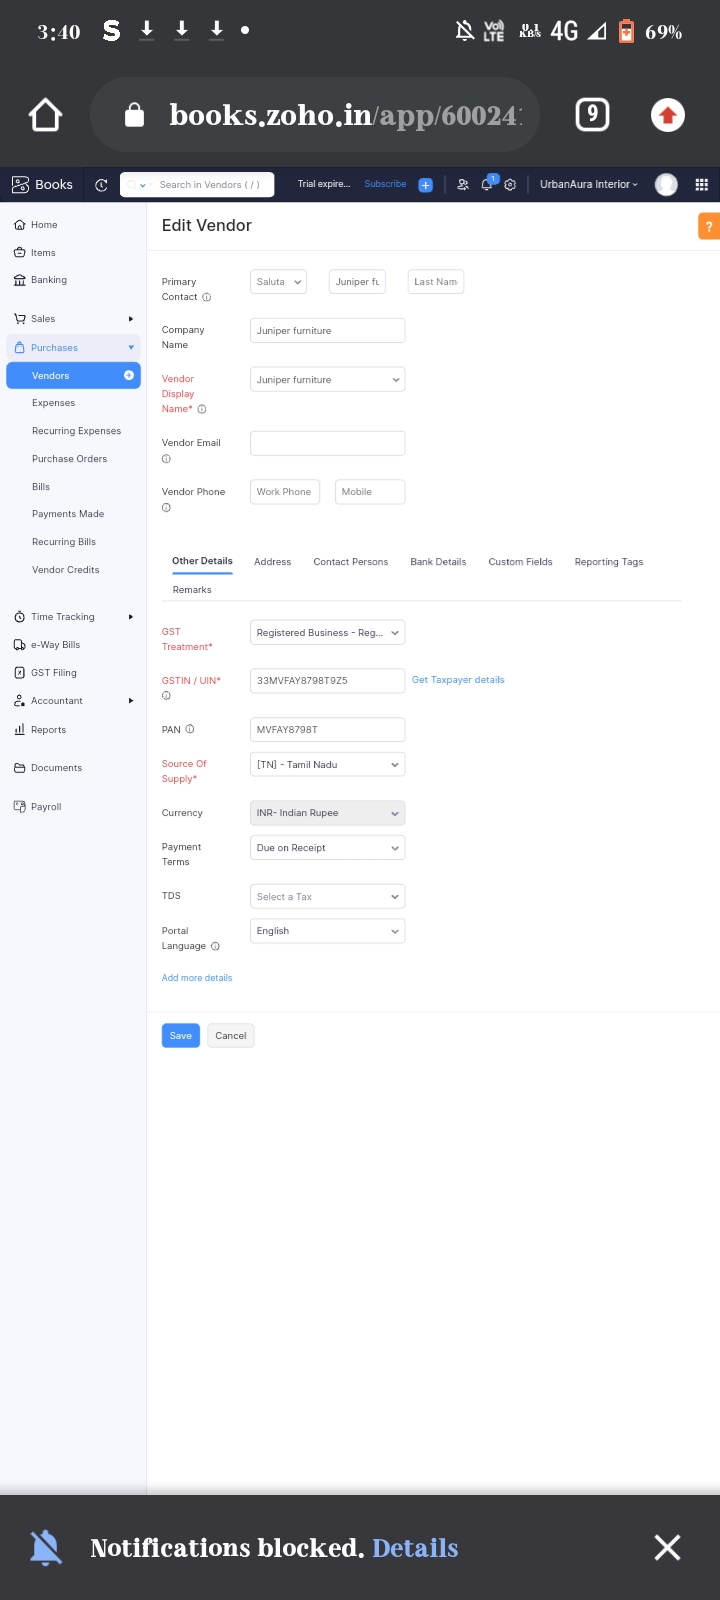 3:40 S 0.1 KB/s Vo) LTE 4G 69%
books.zoho.in/app/60024
9
Books Search in Vendors ( / ) Trial expire... Subscribe 1 UrbanAura Interior
Home
Items
Banking
Sales
Purchases
Vendors
Expenses
Recurring Expenses
Purchase Orders
Bills
Payments Made
Recurring Bills
Vendor Credits
Time Tracking
e-Way Bills
GST Filing
Accountant
Reports
Documents
Payroll
Edit Vendor
?
Primary Contact Saluta Juniper fu Last Nam
Company Name Juniper furniture
Vendor Display Name* Juniper furniture
Vendor Email
Vendor Phone Work Phone Mobile
Other Details Address Contact Persons Bank Details Custom Fields Reporting Tags
Remarks
GST Treatment* Registered Business - Reg...
GSTIN / UIN* 33MVFAY8798T9Z5 Get Taxpayer details
PAN MVFAY8798T
Source Of Supply* [TN] - Tamil Nadu
Currency INR- Indian Rupee
Payment Terms Due on Receipt
TDS Select a Tax
Portal Language English
Add more details
Save Cancel
Notifications blocked. Details